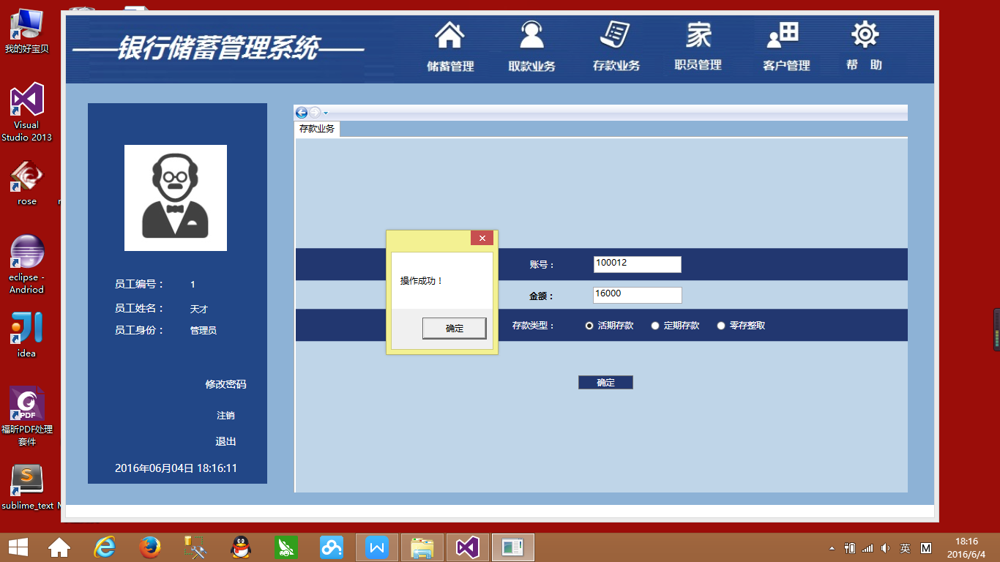 我的好宝贝
Visual
Studio 2013
rose
eclipse -
Andriod
idea
PDF
福昕PDF处理
套件
S
sublime_text
——银行储蓄管理系统——
储蓄管理
取款业务
存款业务
家
职员管理
客户管理
帮 助
员工编号： 1
员工姓名： 天才
员工身份： 管理员
修改密码
注销
退出
2016年06月04日 18:16:11
存款业务
账号： 100012
金额： 16000
存款类型： 活期存款 定期存款 零存整取
确定
操作成功！
确定
英
M
18:16
2016/6/4